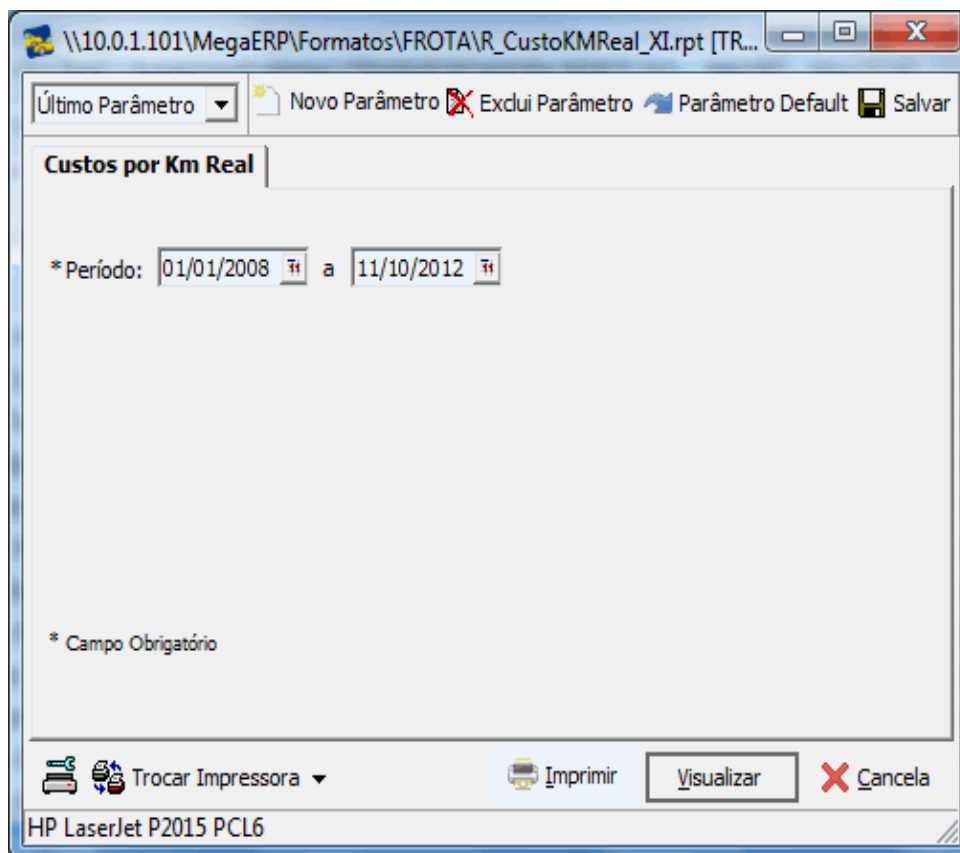 \\10.0.1.101\MegaERP\Formatos\FROTA\R_CustoKMReal_XI.rpt [TR...
Último Parâmetro Novo Parâmetro Exclui Parâmetro Parâmetro Default Salvar
Custos por Km Real
* Período: 01/01/2008 a 11/10/2012
* Campo Obrigatório
Trocar Impressora Imprimir Visualizar Cancela
HP LaserJet P2015 PCL6